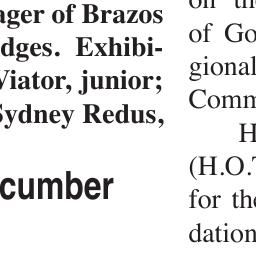 ager of Brazos
dges. Exhibi-
Viator, junior;
Sydney Redus,
cumber
on the
of Go
gional
Comm
H
(H.O.T
for the
dation